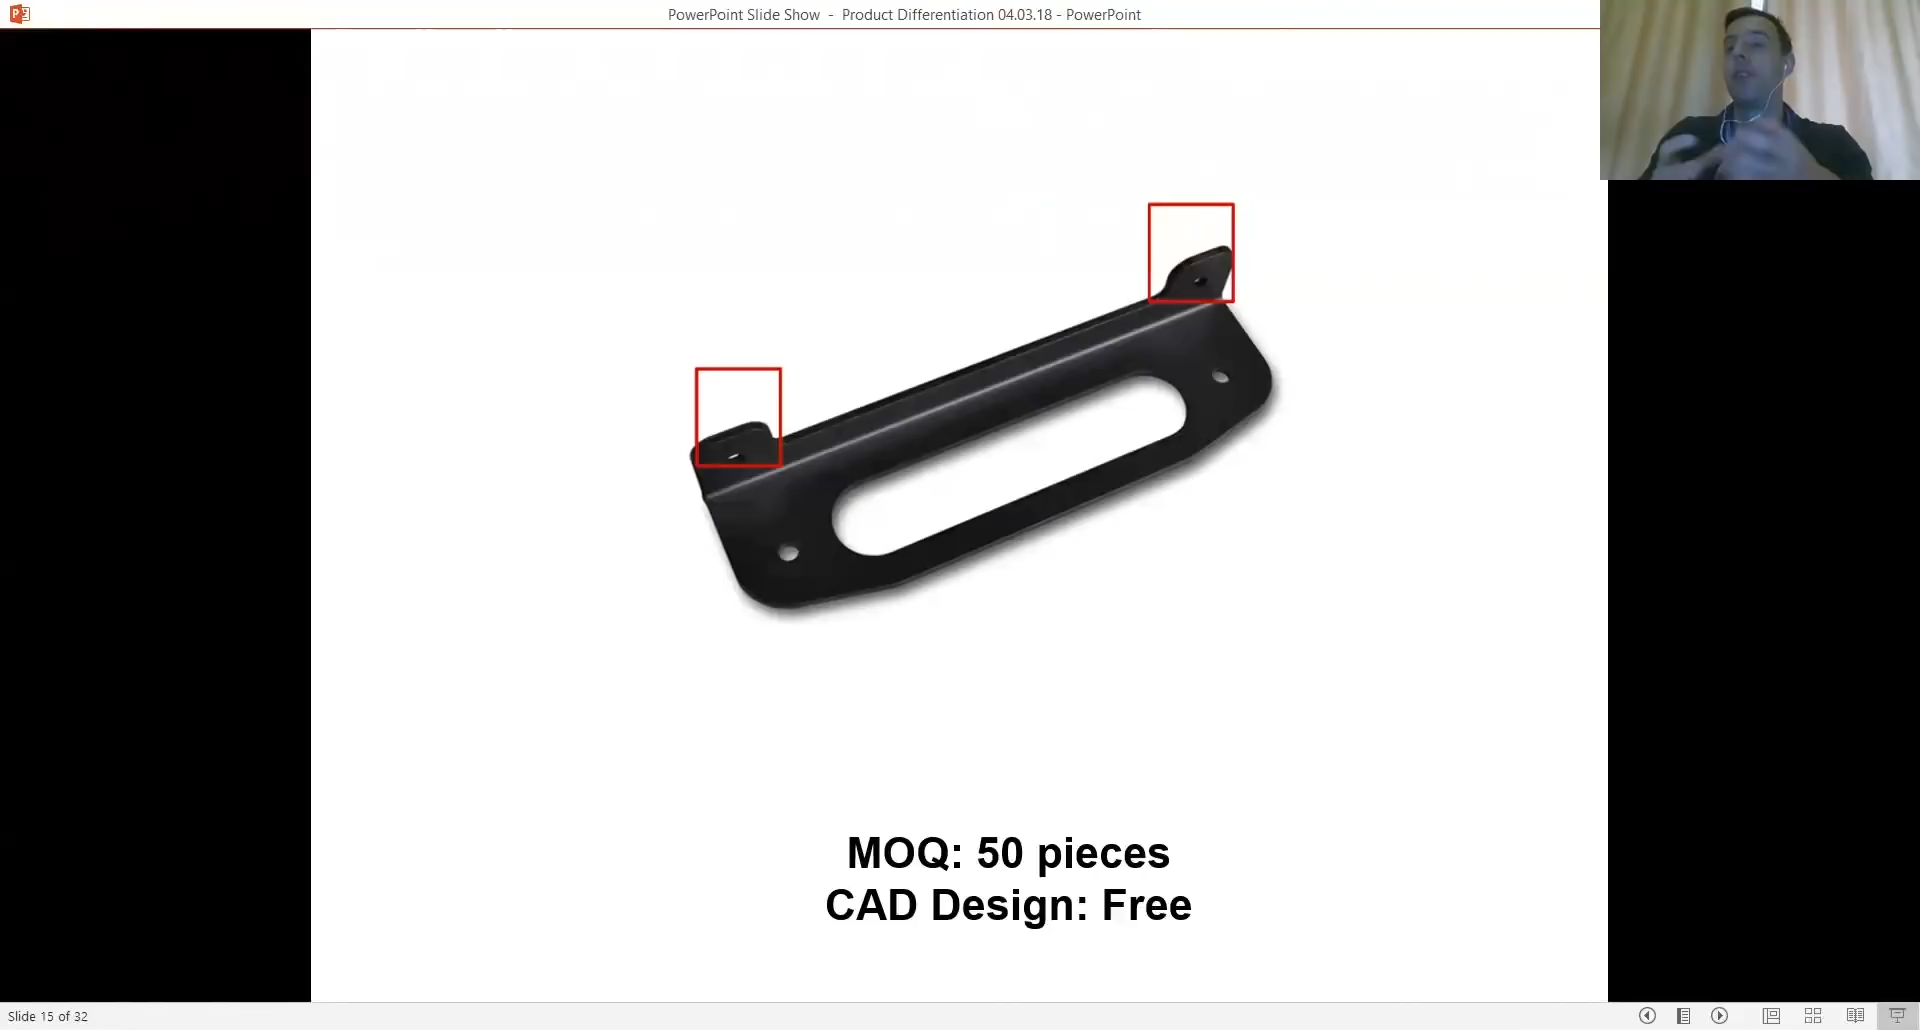 PowerPoint Slide Show - Product Differentiation 04.03.18 - PowerPoint
MOQ: 50 pieces
CAD Design: Free
Slide 15 of 32